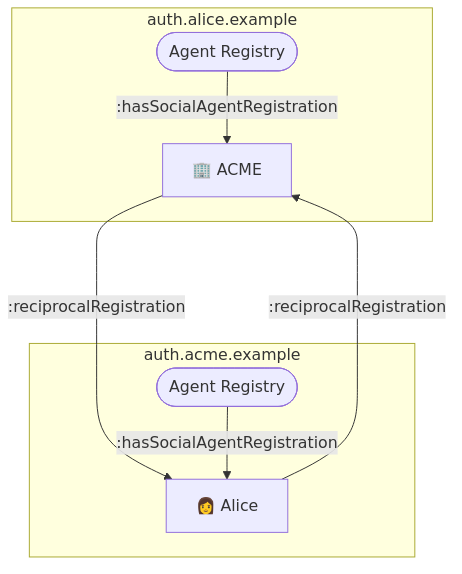 auth.alice.example
Agent Registry
:hasSocialAgentRegistration
🏢 ACME
:reciprocalRegistration
:reciprocalRegistration
auth.acme.example
Agent Registry
:hasSocialAgentRegistration
👩 Alice